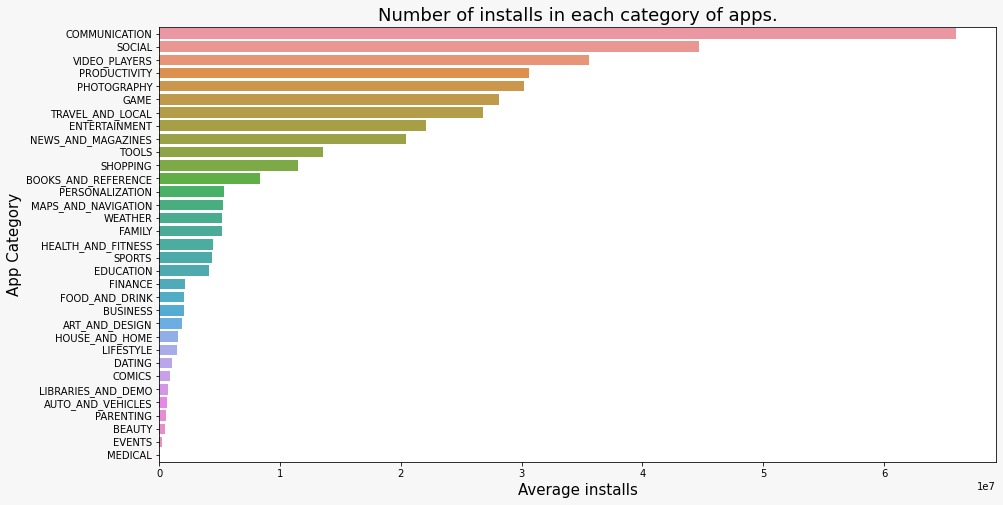 Number of installs in each category of apps.
COMMUNICATION
SOCIAL
VIDEO_PLAYERS
PRODUCTIVITY
PHOTOGRAPHY
GAME
TRAVEL_AND_LOCAL
ENTERTAINMENT
NEWS_AND_MAGAZINES
TOOLS
SHOPPING
BOOKS_AND_REFERENCE
PERSONALIZATION
MAPS_AND_NAVIGATION
WEATHER
FAMILY
HEALTH_AND_FITNESS
SPORTS
EDUCATION
FINANCE
FOOD_AND_DRINK
BUSINESS
ART_AND_DESIGN
HOUSE_AND_HOME
LIFESTYLE
DATING
COMICS
LIBRARIES_AND_DEMO
AUTO_AND_VEHICLES
PARENTING
BEAUTY
EVENTS
MEDICAL
App Category
0 1 2 3 4 5 6
1e7
Average installs